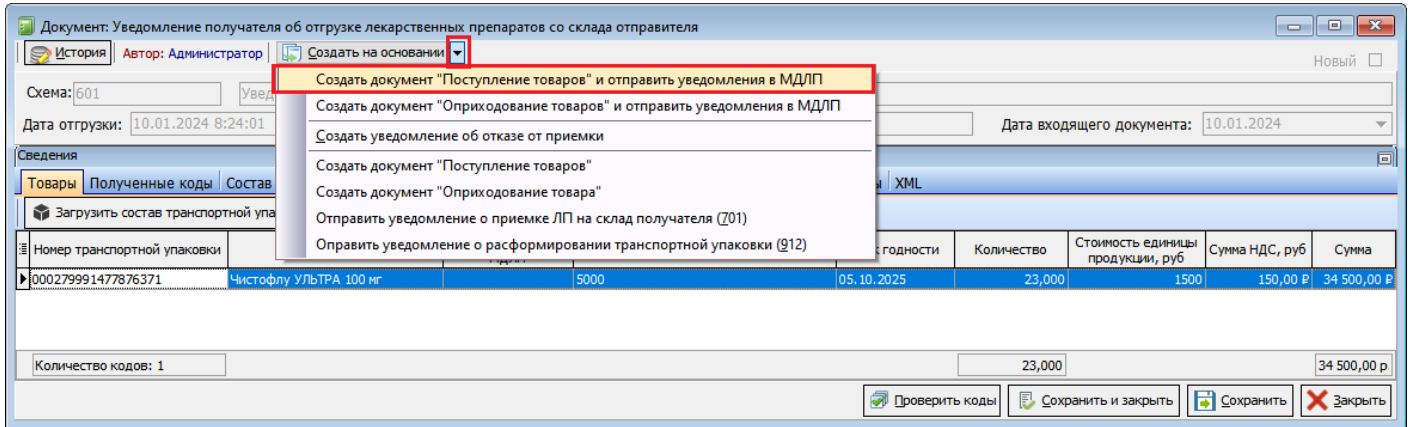 Документ: Уведомление получателя об отгрузке лекарственных препаратов со склада отправителя
История Автор: Администратор Создать на основании
Новый
Создать документ "Поступление товаров" и отправить уведомления в МДЛП
Схема: 601 Увед
Создать документ "Оприходование товаров" и отправить уведомления в МДЛП
Дата отгрузки: 10.01.2024 8:24:01 Дата входящего документа: 10.01.2024
Создать уведомление об отказе от приемки
Сведения
Создать документ "Поступление товаров"
Товары Полученные коды Состав XML
Создать документ "Оприходование товара"
Загрузить состав транспортной упа
Отправить уведомление о приемке ЛП на склад получателя (701)
Оправить уведомление о расформировании транспортной упаковки (912)
Номер транспортной упаковки годности Количество Стоимость единицы продукции, руб Сумма НДС, руб Сумма
000279991477876371 Чистофлу УЛЬТРА 100 мг 5000 05.10.2025 23,000 1500 150,00 ₽ 34 500,00 ₽
Количество кодов: 1 23,000 34 500,00 р.
Проверить коды Сохранить и закрыть Сохранить Закрыть